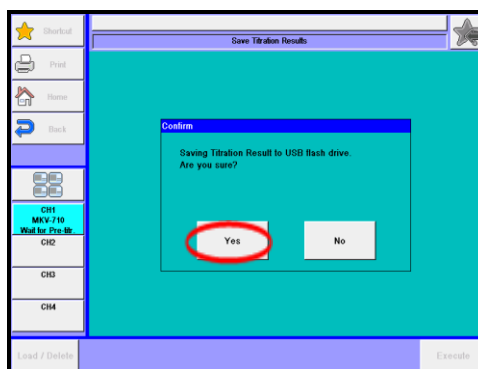 Shortcut
Save Titration Results
Print
Home
Back
Confirm
Saving Titration Result to USB flash drive.
Are you sure?
Yes
No
CH1
MKV-710
Wait for Pre-titr.
CH2
CH3
CH4
Load / Delete
Execute